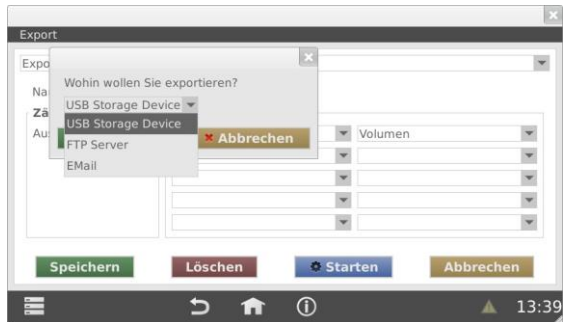 Export
Expo
Wohin wollen Sie exportieren?
Na
USB Storage Device
Zä
USB Storage Device
Au
Abbrechen
Volumen
FTP Server
EMail
Speichern
Löschen
Starten
Abbrechen
13:39